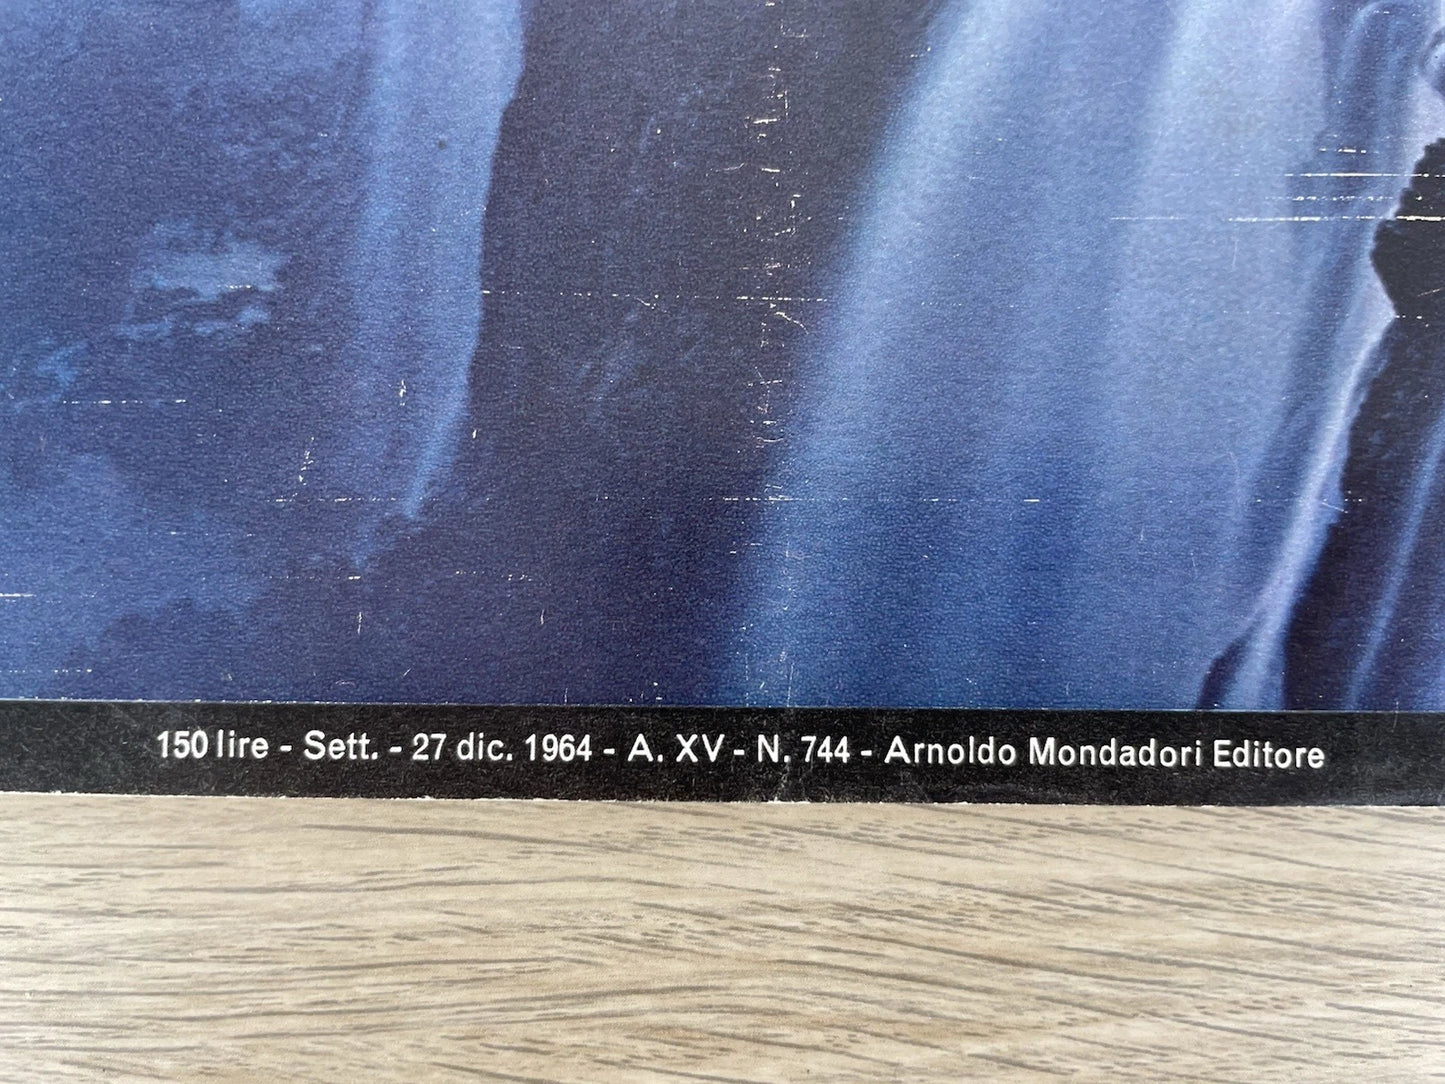 150 lire - Sett. - 27 dic. 1964 - A. XV - N. 744 - Arnoldo Mondadori Editore